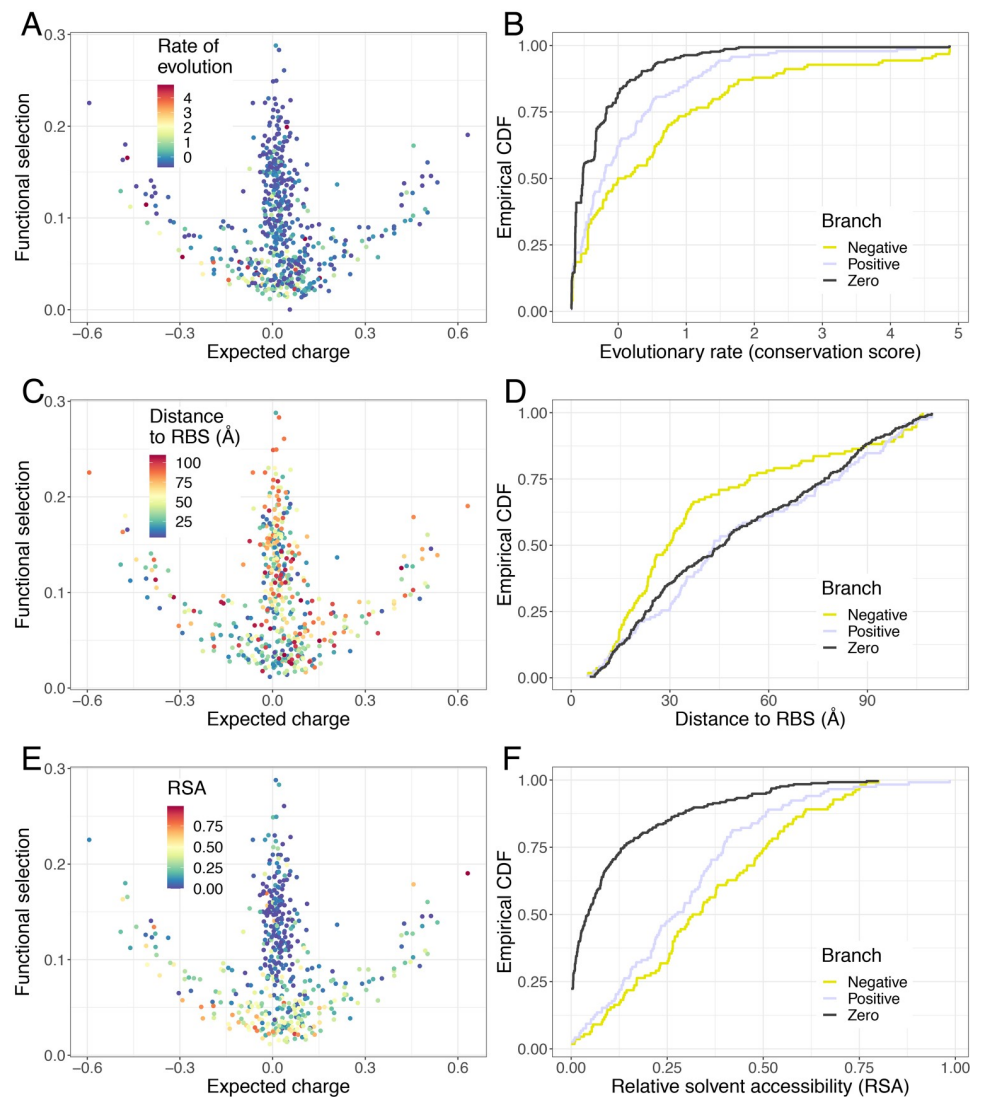 A
0.3
0.2
0.1
0.0
Functional selection
Rate of
evolution
4
3
2
1
0
−0.6
−0.3
0.0
0.3
0.6
Expected charge
B
1.00
0.75
0.50
0.25
0.00
Empirical CDF
Branch
Negative
Positive
Zero
0
1
2
3
4
5
Evolutionary rate (conservation score)
C
0.3
0.2
0.1
0.0
Functional selection
Distance
to RBS (Å)
100
75
50
25
−0.6
−0.3
0.0
0.3
0.6
Expected charge
D
1.00
0.75
0.50
0.25
0.00
Empirical CDF
Branch
Negative
Positive
Zero
0
30
60
90
Distance to RBS (Å)
E
0.3
0.2
0.1
0.0
Functional selection
RSA
0.75
0.50
0.25
0.00
−0.6
−0.3
0.0
0.3
0.6
Expected charge
F
1.00
0.75
0.50
0.25
0.00
Empirical CDF
Branch
Negative
Positive
Zero
0.00
0.25
0.50
0.75
1.00
Relative solvent accessibility (RSA)